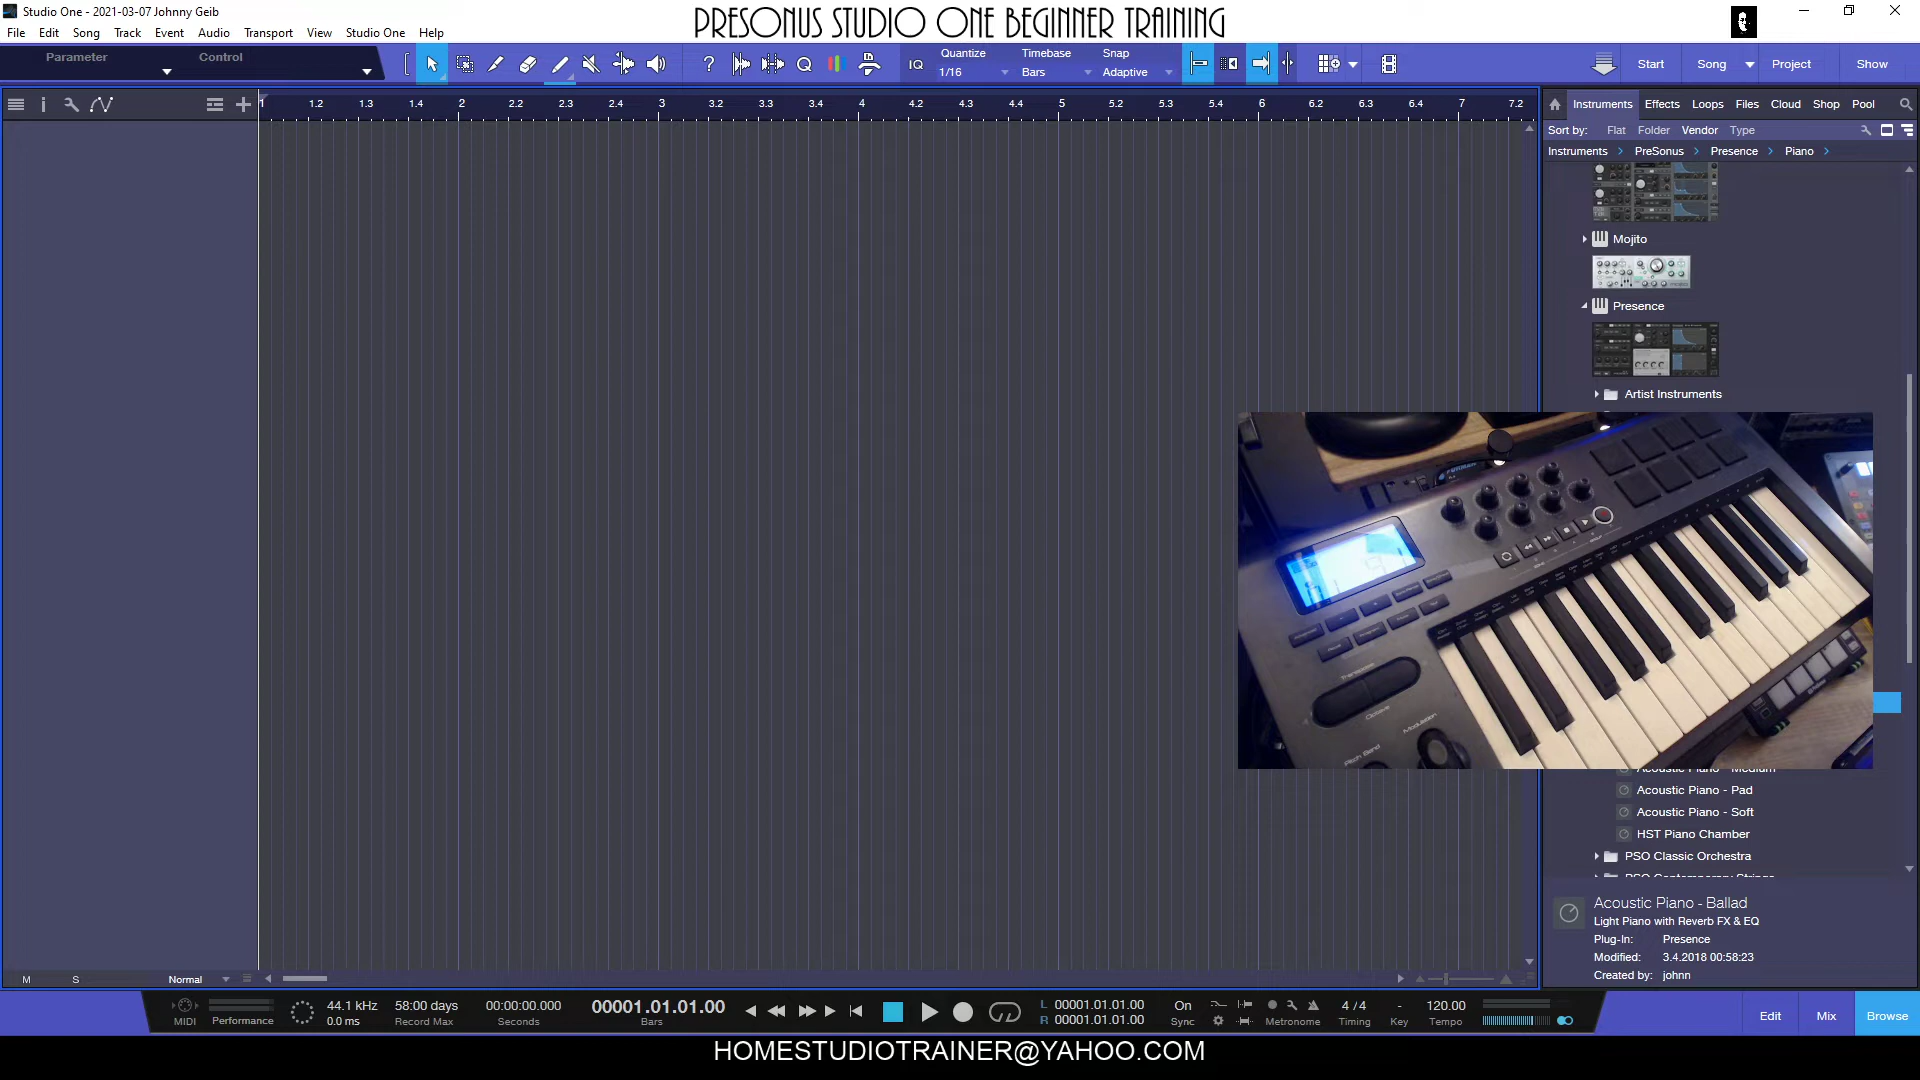 Studio One - 2021-03-07 Johnny Geib
PRESONUS STUDIO ONE BEGINNER TRAINING
File Edit Song Track Event Audio Transport View Studio One Help
Parameter Control
IQ Quantize 1/16 Timebase Bars Snap Adaptive
Start Song Project Show
1 1.2 1.3 1.4 2 2.2 2.3 2.4 3 3.2 3.3 3.4 4 4.2 4.3 4.4 5 5.2 5.3 5.4 6 6.2 6.3 6.4 7 7.2
Instruments Effects Loops Files Cloud Shop Pool
Sort by: Flat Folder Vendor Type
Instruments > PreSonus > Presence > Piano >
Mojito
Presence
Artist Instruments
Acoustic Piano - Medium
Acoustic Piano - Pad
Acoustic Piano - Soft
HST Piano Chamber
PSO Classic Orchestra
PSO Contemporary Strings
Acoustic Piano - Ballad
Light Piano with Reverb FX & EQ
Plug-In: Presence
Modified: 3.4.2018 00:58:23
Created by: johnn
M S Normal
MIDI Performance
44.1 kHz
0.0 ms
58:00 days
Record Max
00:00:00.000
Seconds
00001.01.01.00
Bars
L 00001.01.01.00
R 00001.01.01.00
On
Sync
Metronome
4 / 4
Timing
-
Key
120.00
Tempo
Edit Mix Browse
HOMESTUDIOTRAINER@YAHOO.COM